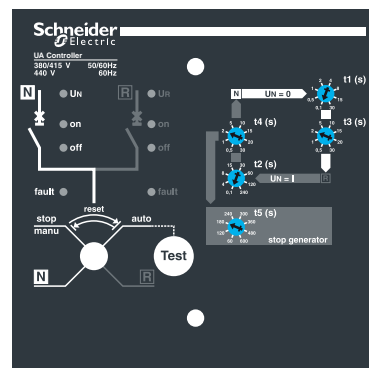 Schneider
Electric
UA Controller
380/415 V 50/60Hz
440 V 60Hz
N UN R UR
on on
off off
fault fault
reset
stop auto
manu
Test
N R
t1 (s)
N UN = 0
t4 (s) t3 (s)
t2 (s)
UN = I R
t5 (s)
stop generator